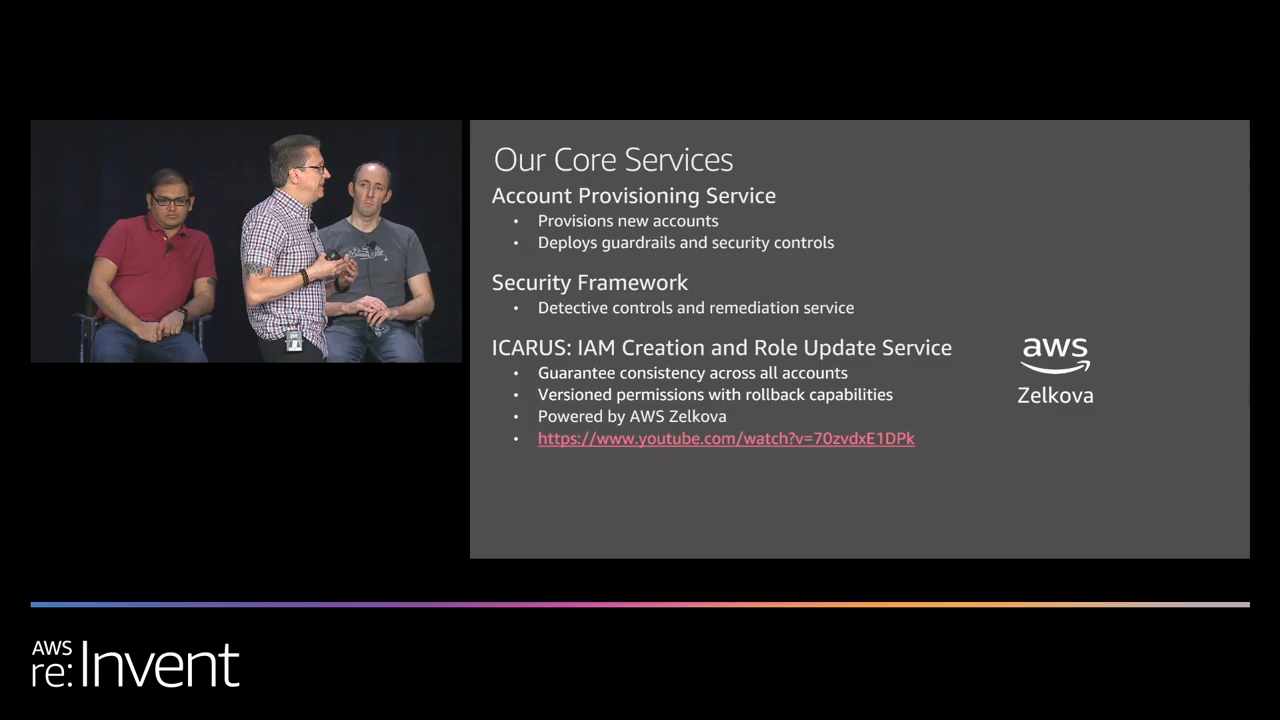 Our Core Services
Account Provisioning Service
• Provisions new accounts
• Deploys guardrails and security controls
Security Framework
• Detective controls and remediation service
ICARUS: IAM Creation and Role Update Service
• Guarantee consistency across all accounts
• Versioned permissions with rollback capabilities
• Powered by AWS Zelkova
• https://www.youtube.com/watch?v=70zvdxE1DPk
aws
Zelkova
AWS
re:Invent